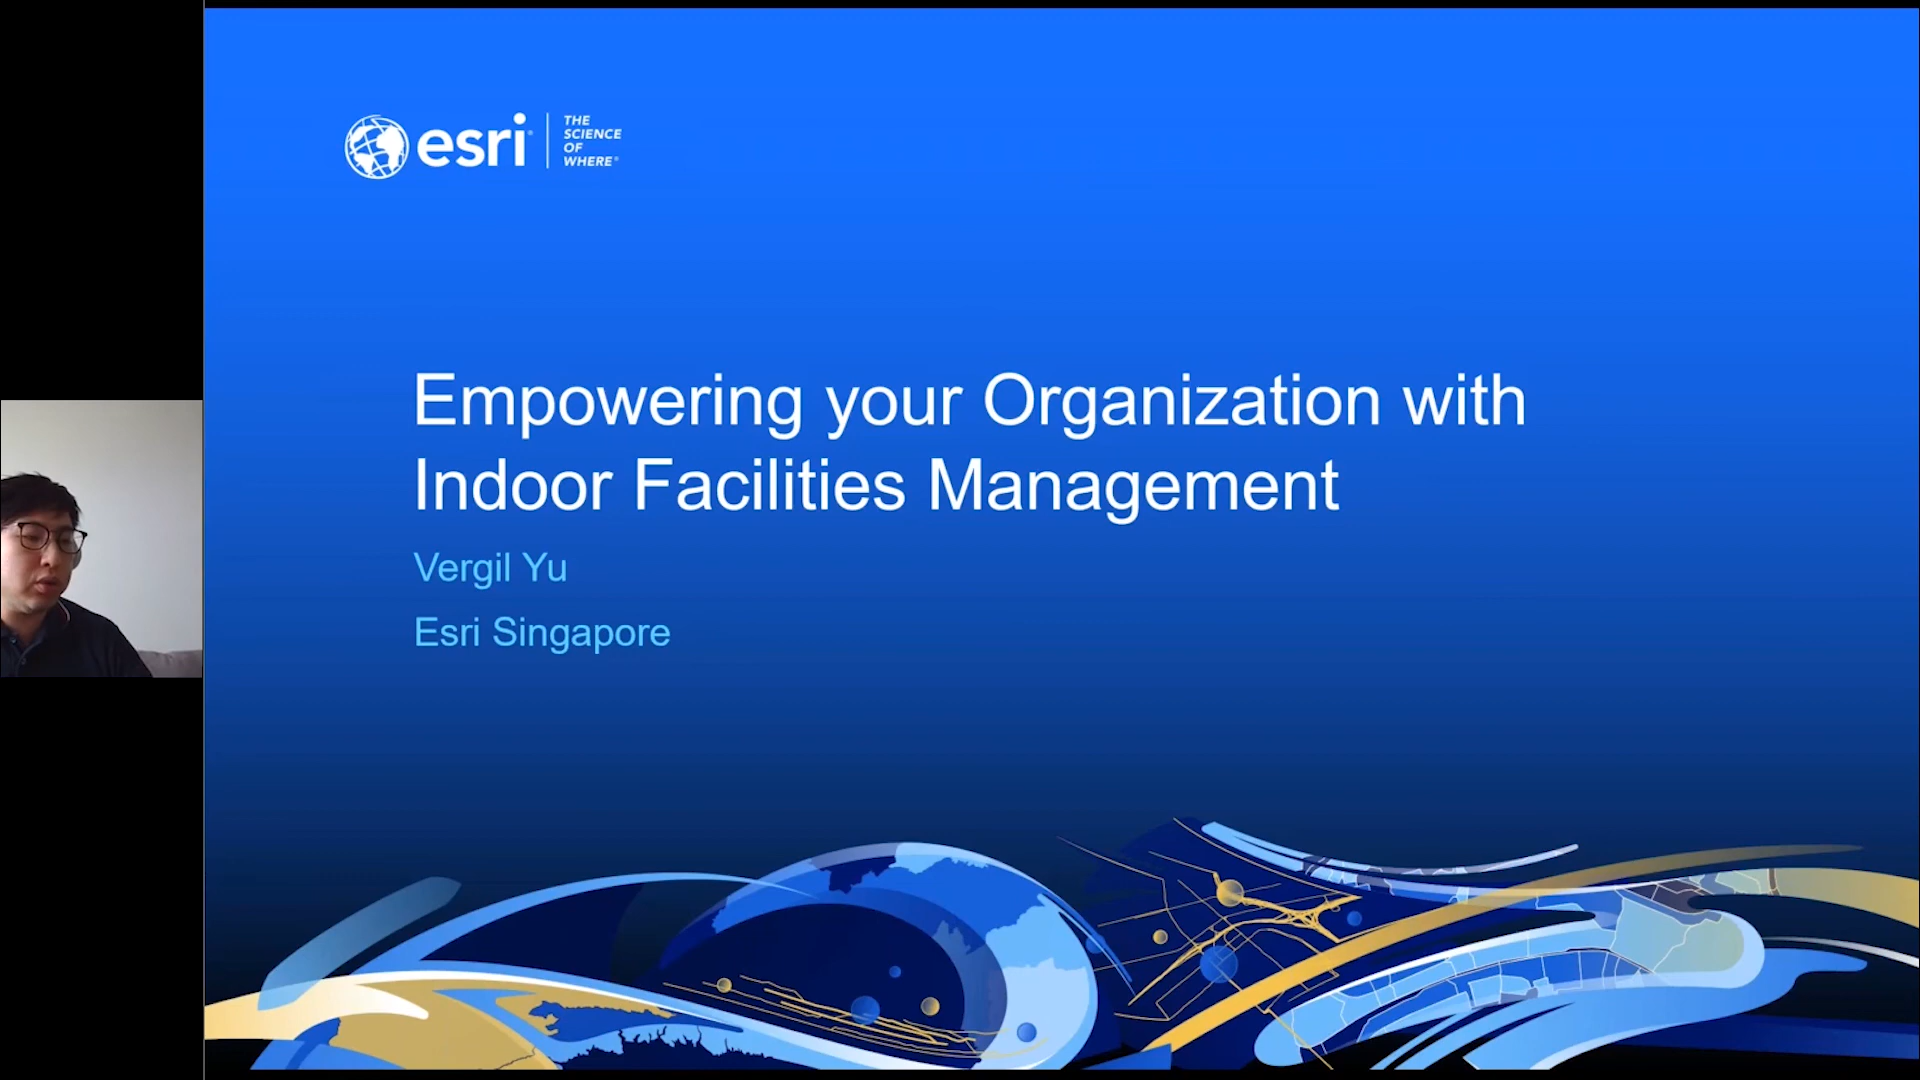 esri
THE
SCIENCE
OF
WHERE®
Empowering your Organization with
Indoor Facilities Management
Vergil Yu
Esri Singapore